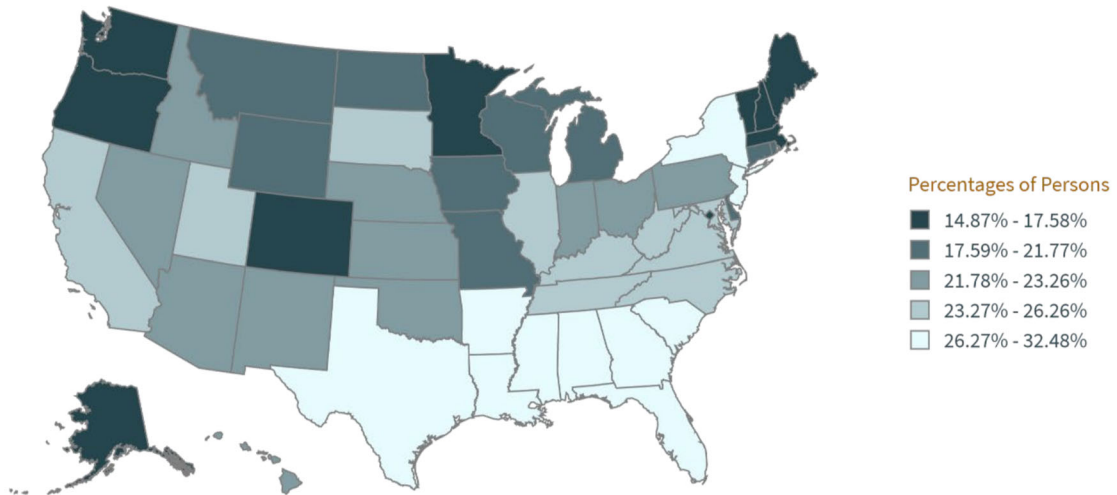 Percentages of Persons
14.87% - 17.58%
17.59% - 21.77%
21.78% - 23.26%
23.27% - 26.26%
26.27% - 32.48%